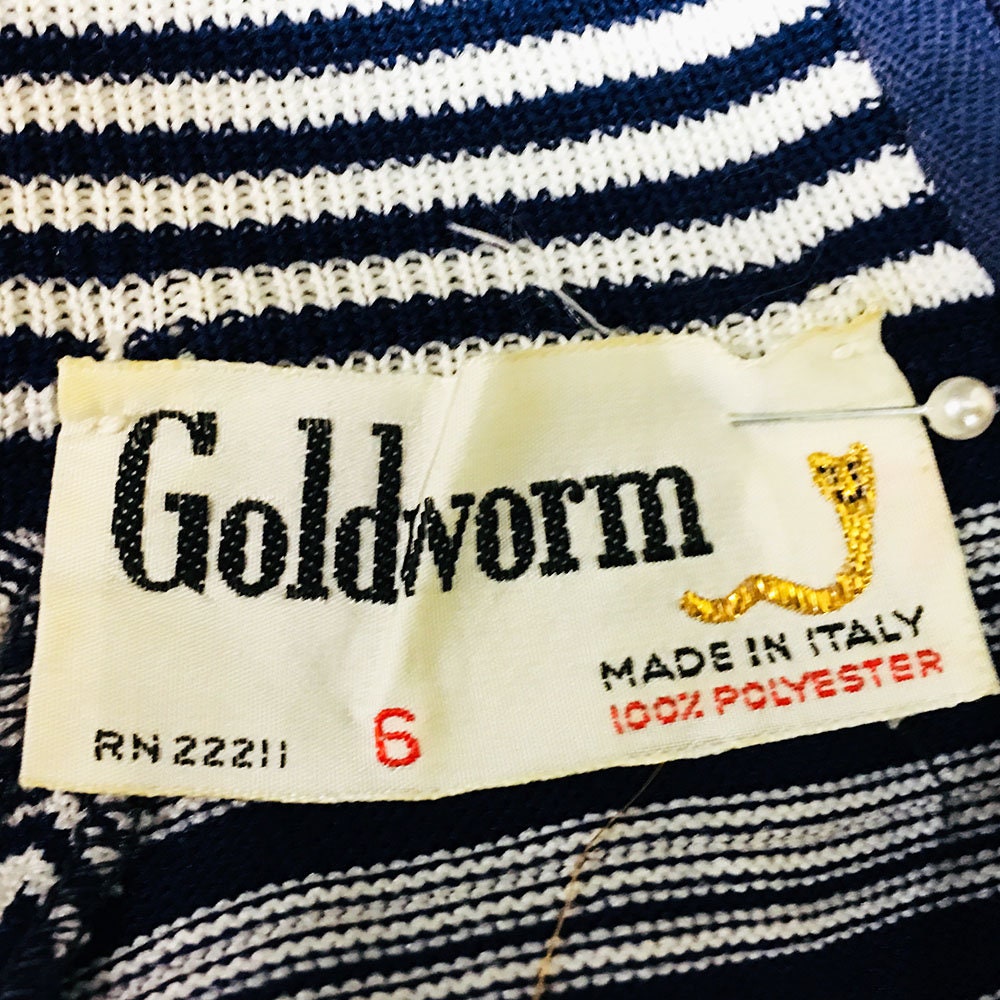 Goldworm
MADE IN ITALY
100% POLYESTER
RN 22211
6